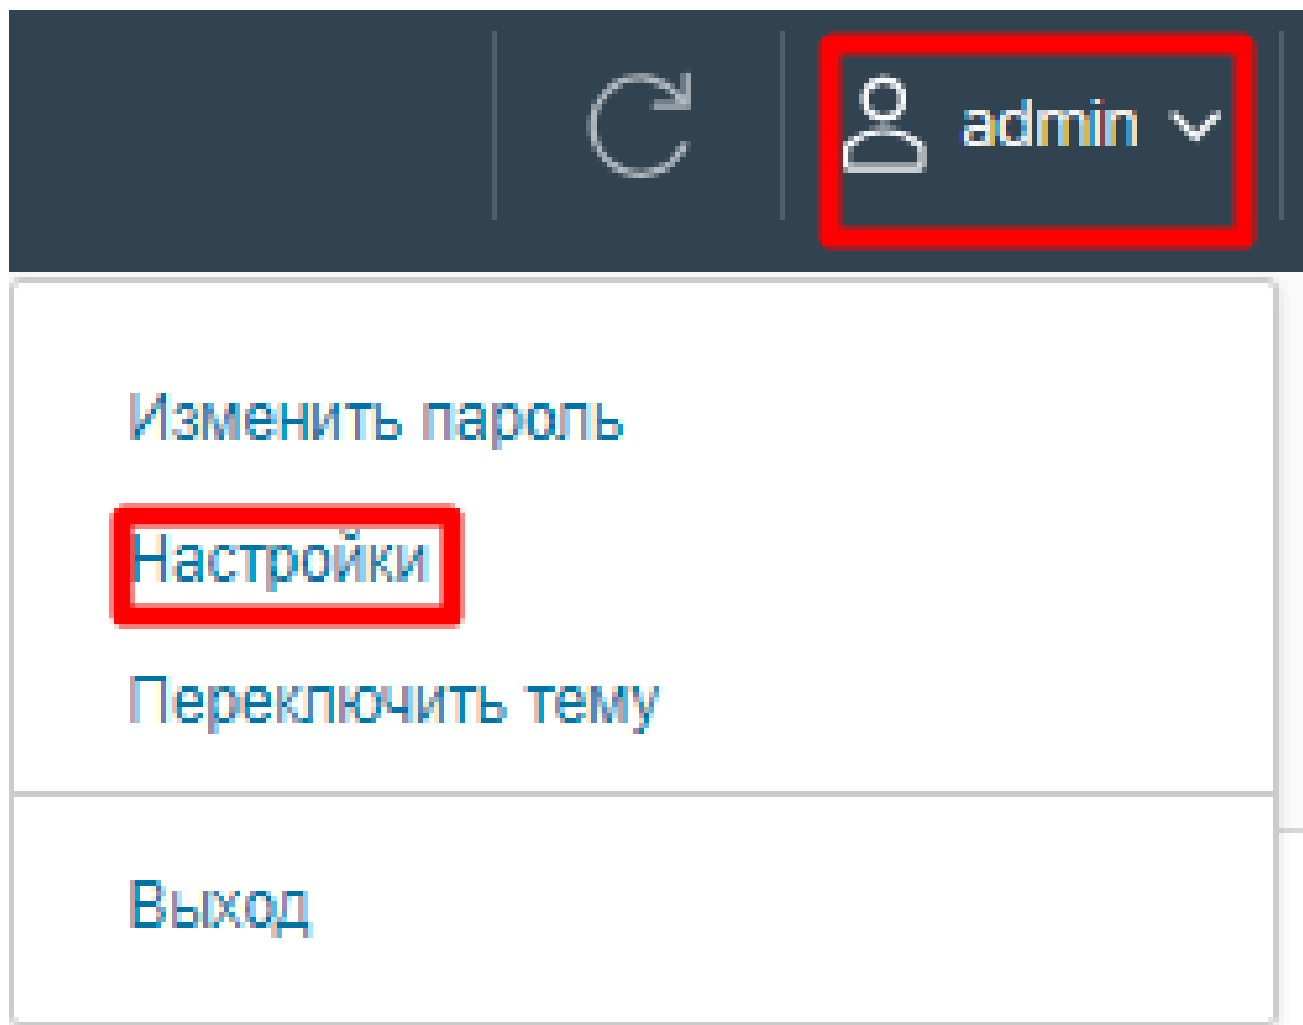 admin
Изменить пароль
Настройки
Переключить тему
Выход